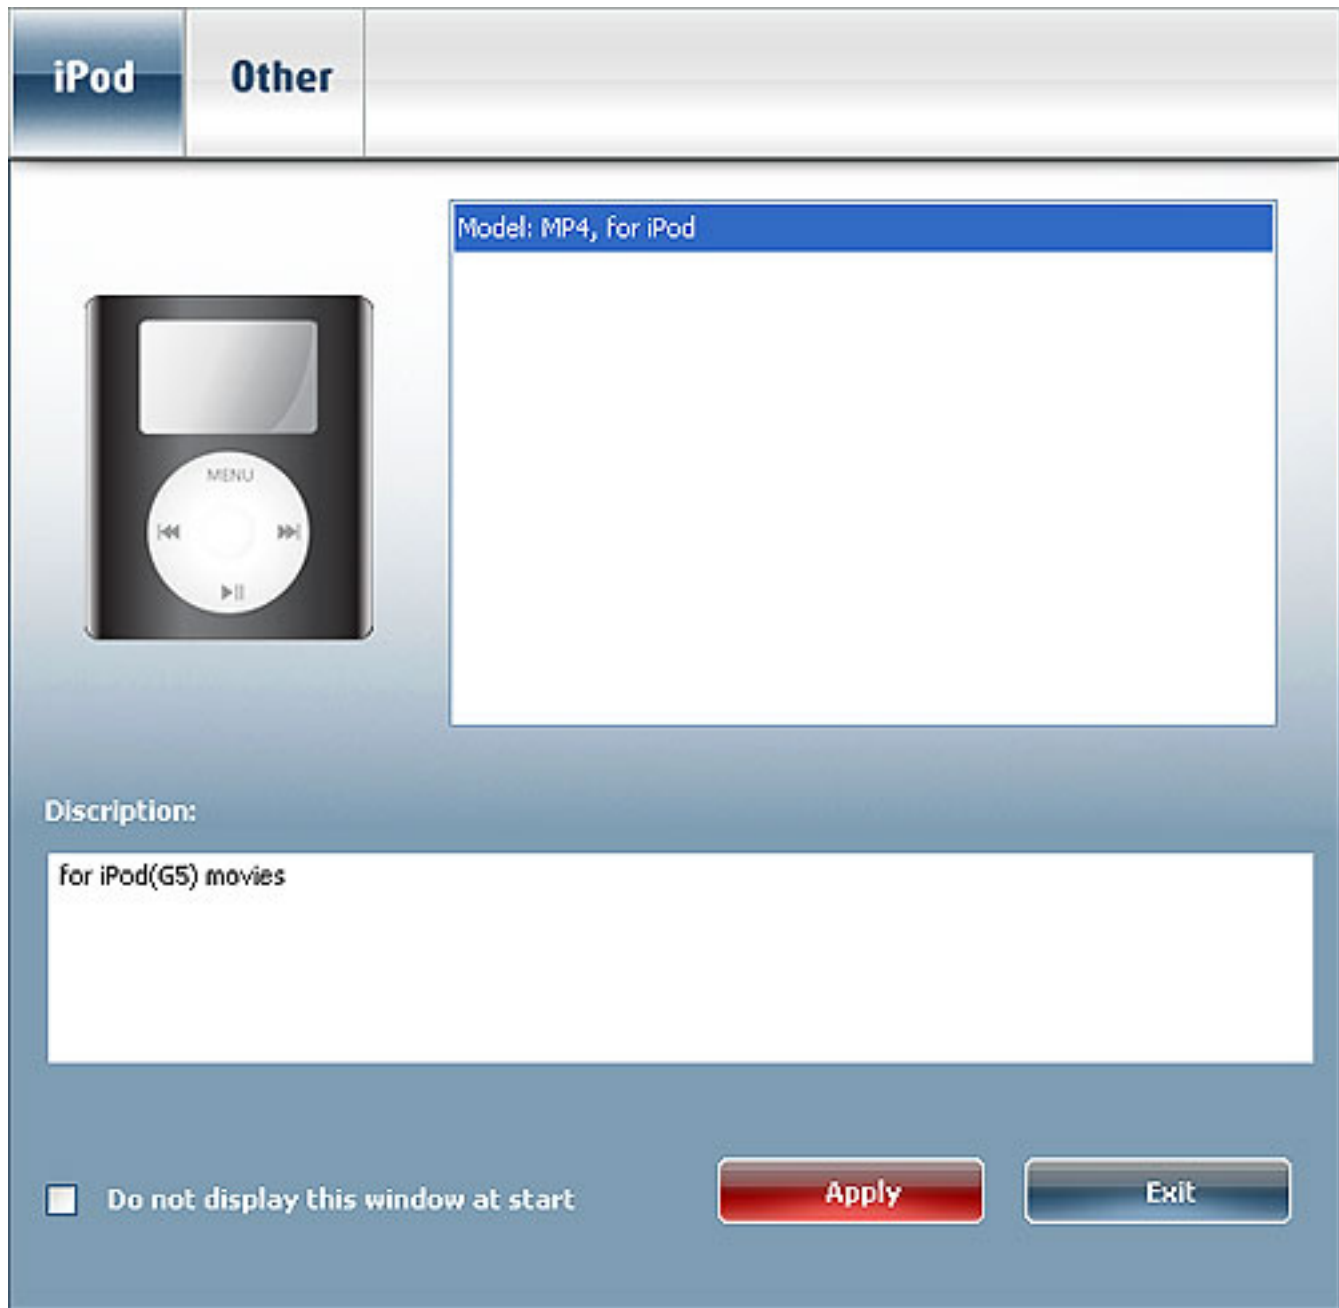 iPod
Other
Model: MP4, for iPod
MENU
Discription:
for iPod(G5) movies
Do not display this window at start
Apply
Exit